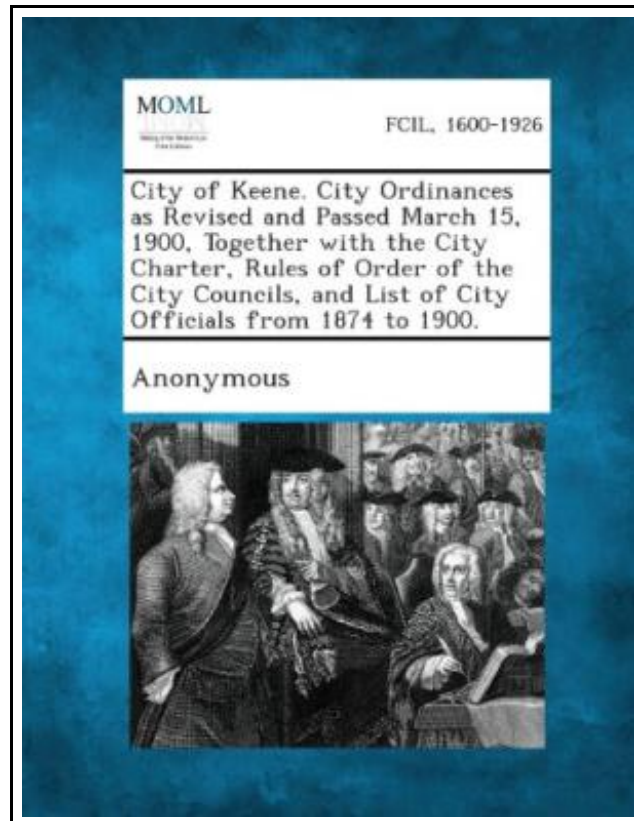 MOML
FCIL, 1600-1926
City of Keene. City Ordinances
as Revised and Passed March 15,
1900, Together with the City
Charter, Rules of Order of the
City Councils, and List of City
Officials from 1874 to 1900.
Anonymous